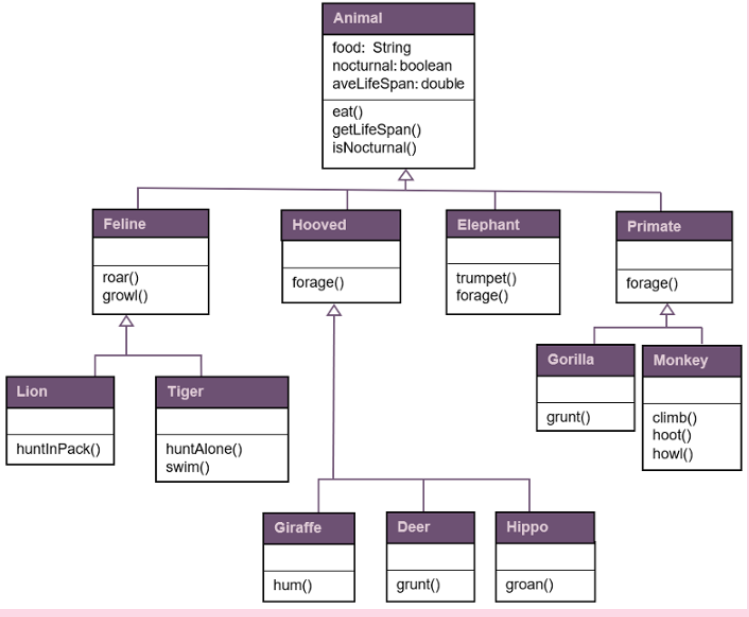 Animal
food: String
nocturnal: boolean
aveLifeSpan: double
eat()
getLifeSpan()
isNocturnal()
Feline
roar()
growl()
Hooved
forage()
Elephant
trumpet()
forage()
Primate
forage()
Lion
huntInPack()
Tiger
huntAlone()
swim()
Gorilla
grunt()
Monkey
climb()
hoot()
howl()
Giraffe
hum()
Deer
grunt()
Hippo
groan()